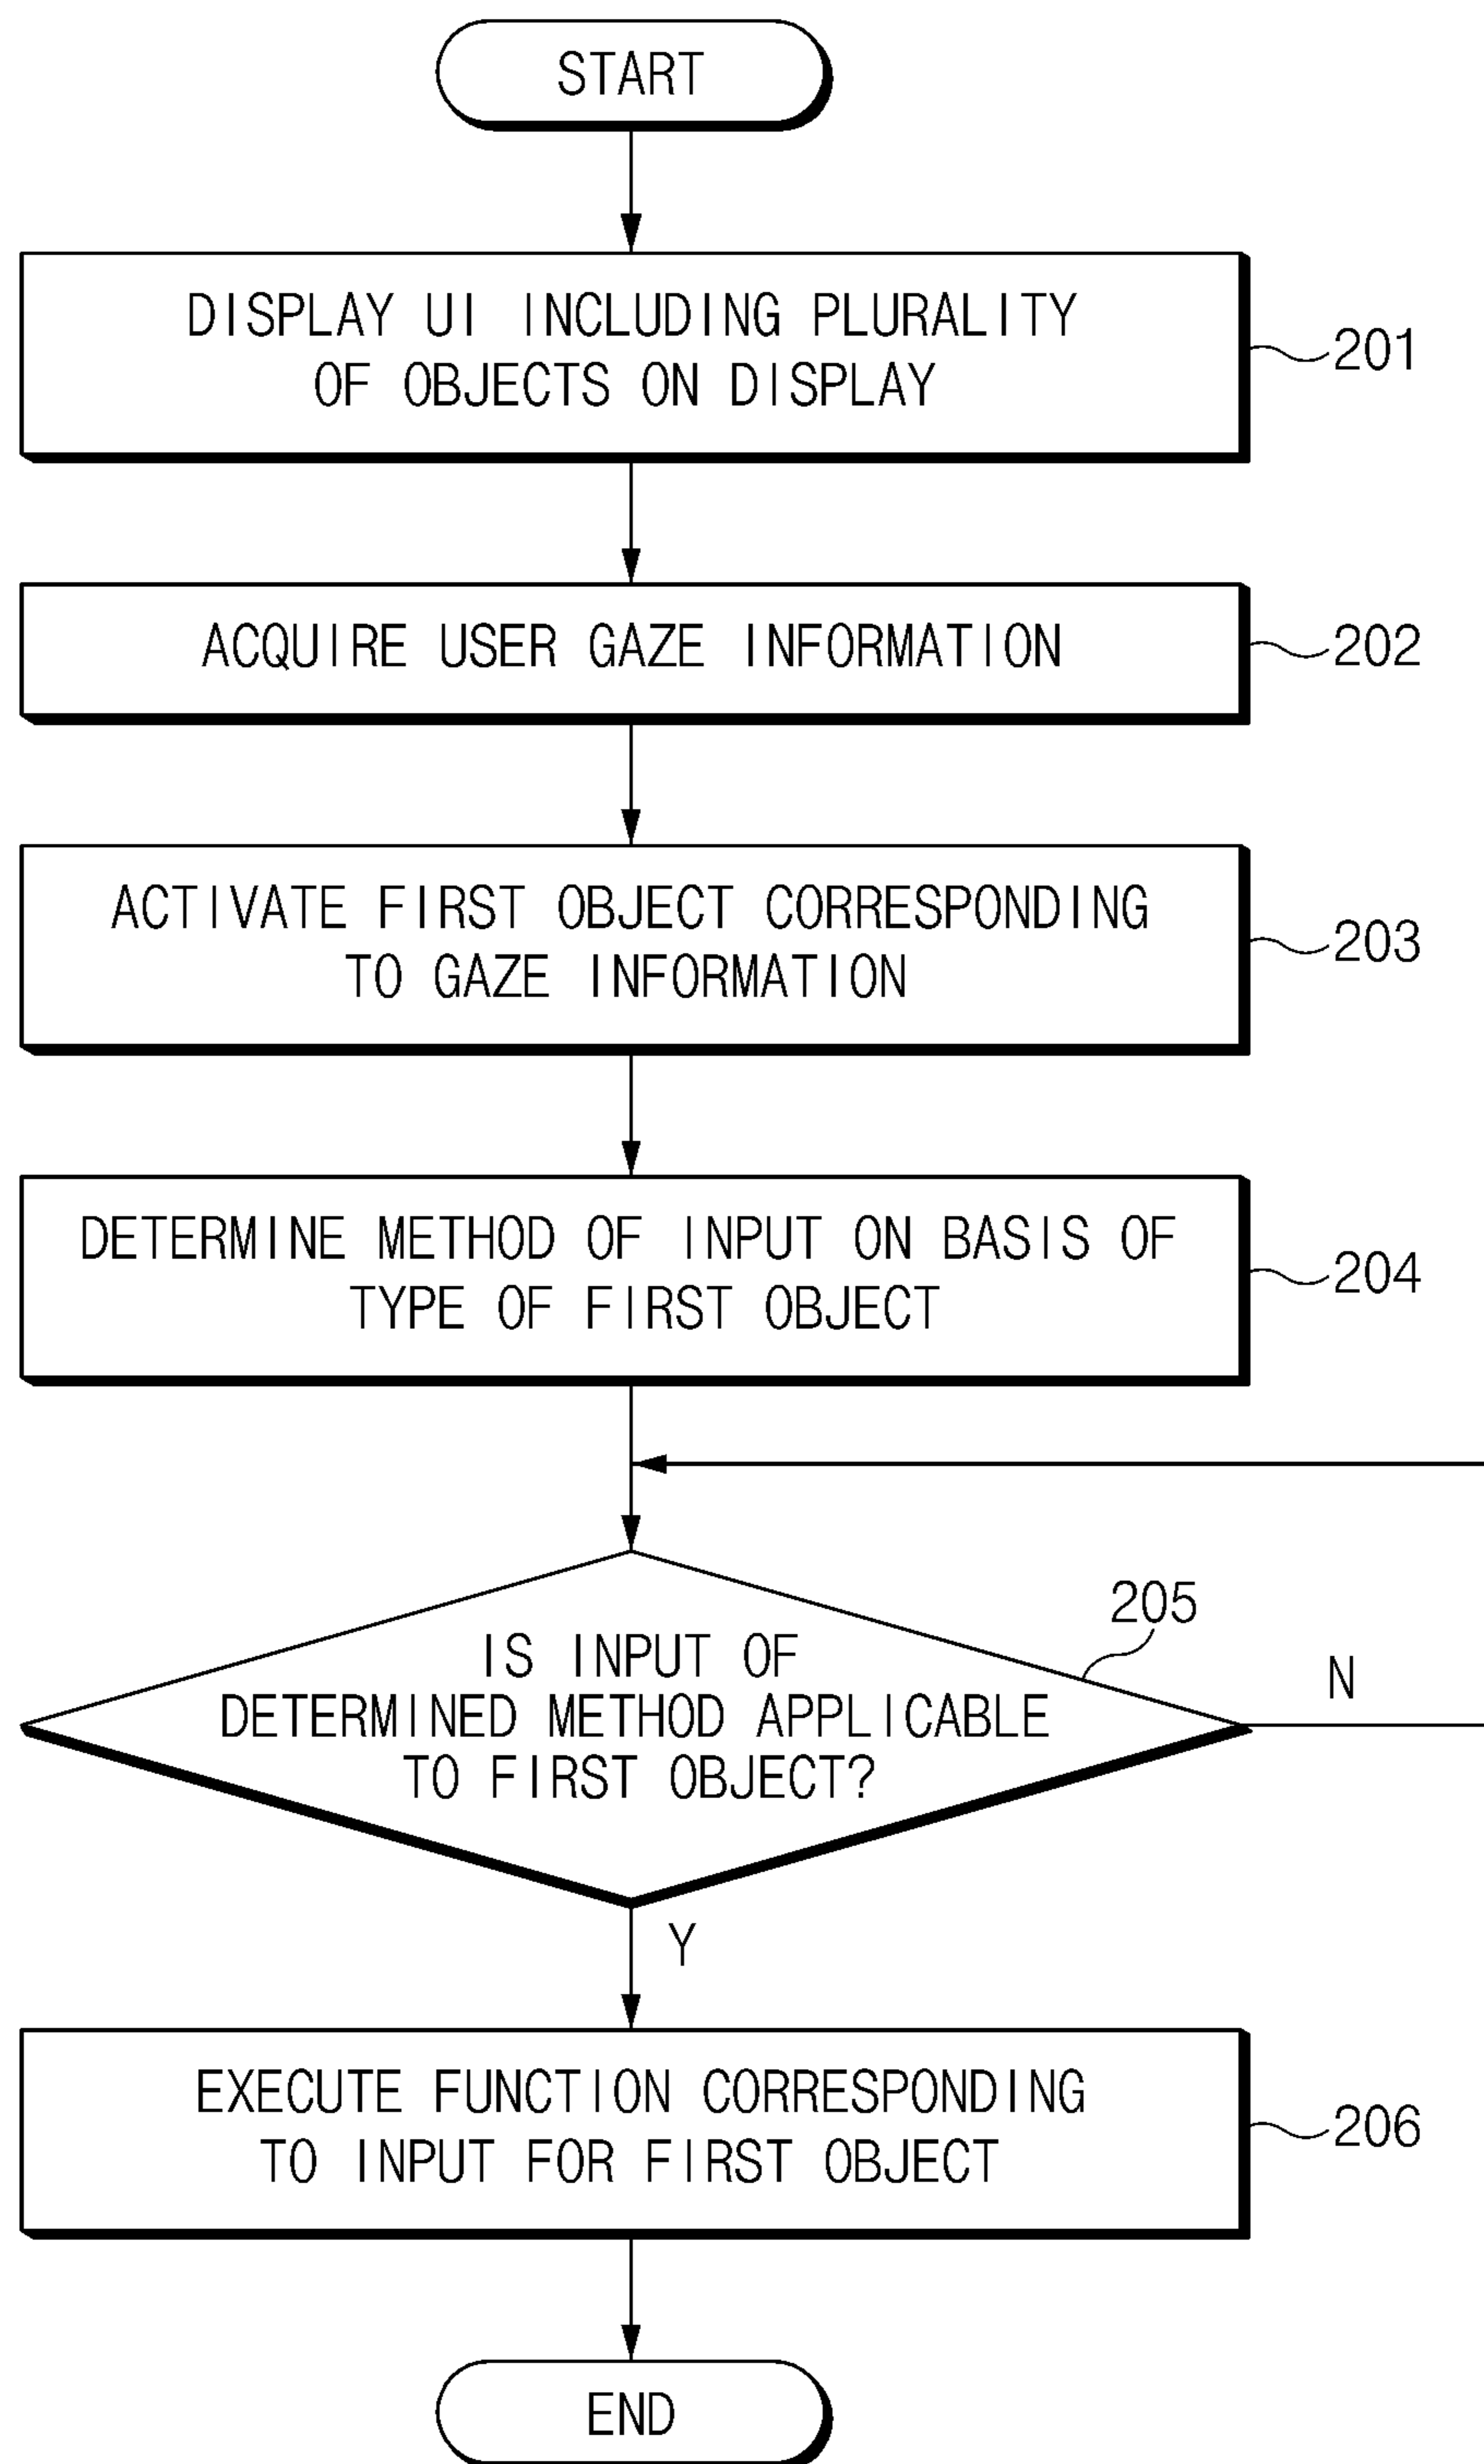 START
DISPLAY UI INCLUDING PLURALITY
OF OBJECTS ON DISPLAY
201
ACQUIRE USER GAZE INFORMATION
202
ACTIVATE FIRST OBJECT CORRESPONDING
TO GAZE INFORMATION
203
DETERMINE METHOD OF INPUT ON BASIS OF
TYPE OF FIRST OBJECT
204
205
IS INPUT OF
DETERMINED METHOD APPLICABLE
TO FIRST OBJECT?
N
Y
EXECUTE FUNCTION CORRESPONDING
TO INPUT FOR FIRST OBJECT
206
END